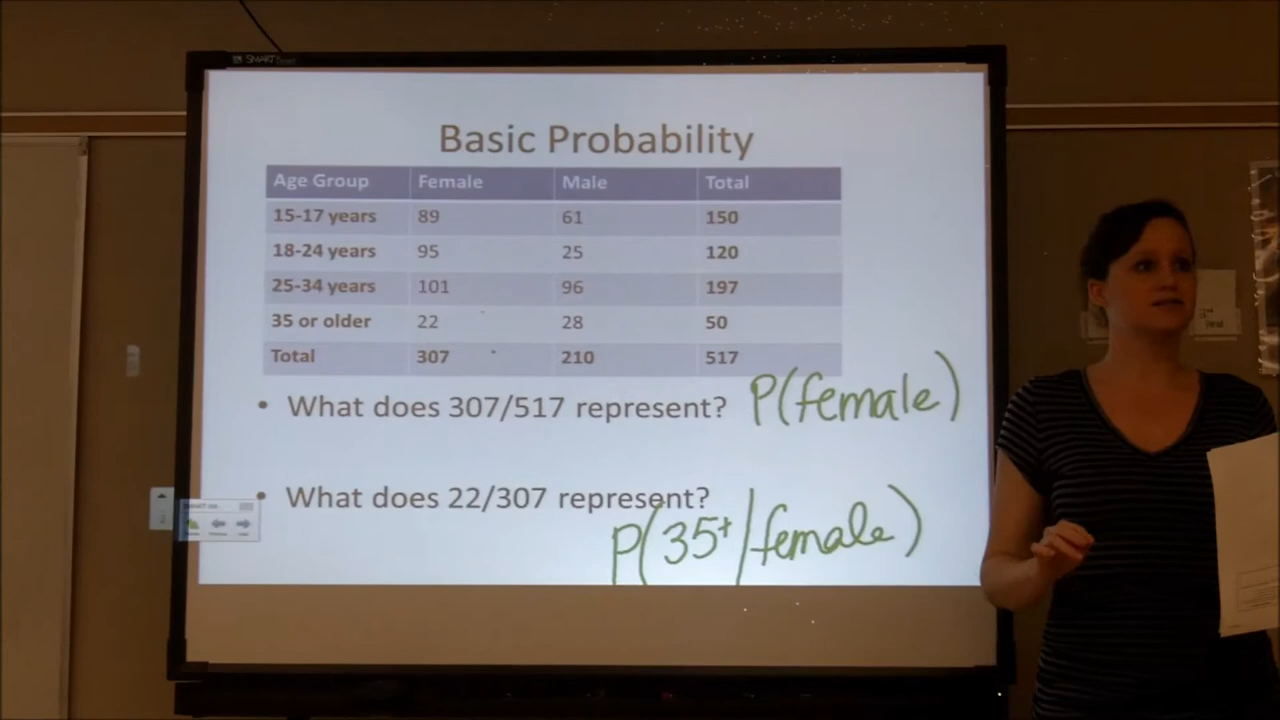 SMART Board
Basic Probability
Age Group Female Male Total
15-17 years 89 61 150
18-24 years 95 25 120
25-34 years 101 96 197
35 or older 22 28 50
Total 307 210 517
• What does 307/517 represent? P(female)
• What does 22/307 represent?
P(35+/female)